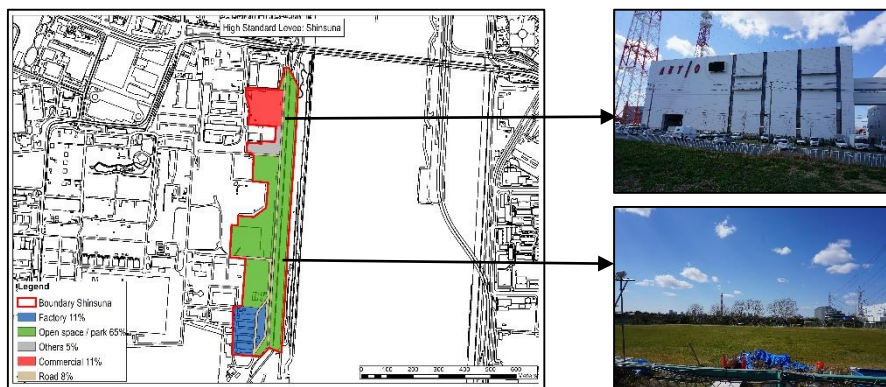 High Standard Levee: Shinsuna
ARIO
Legend
Boundary Shinsuna
Factory 11%
Open space / park 65%
Others 5%
Commercial 11%
Road 8%